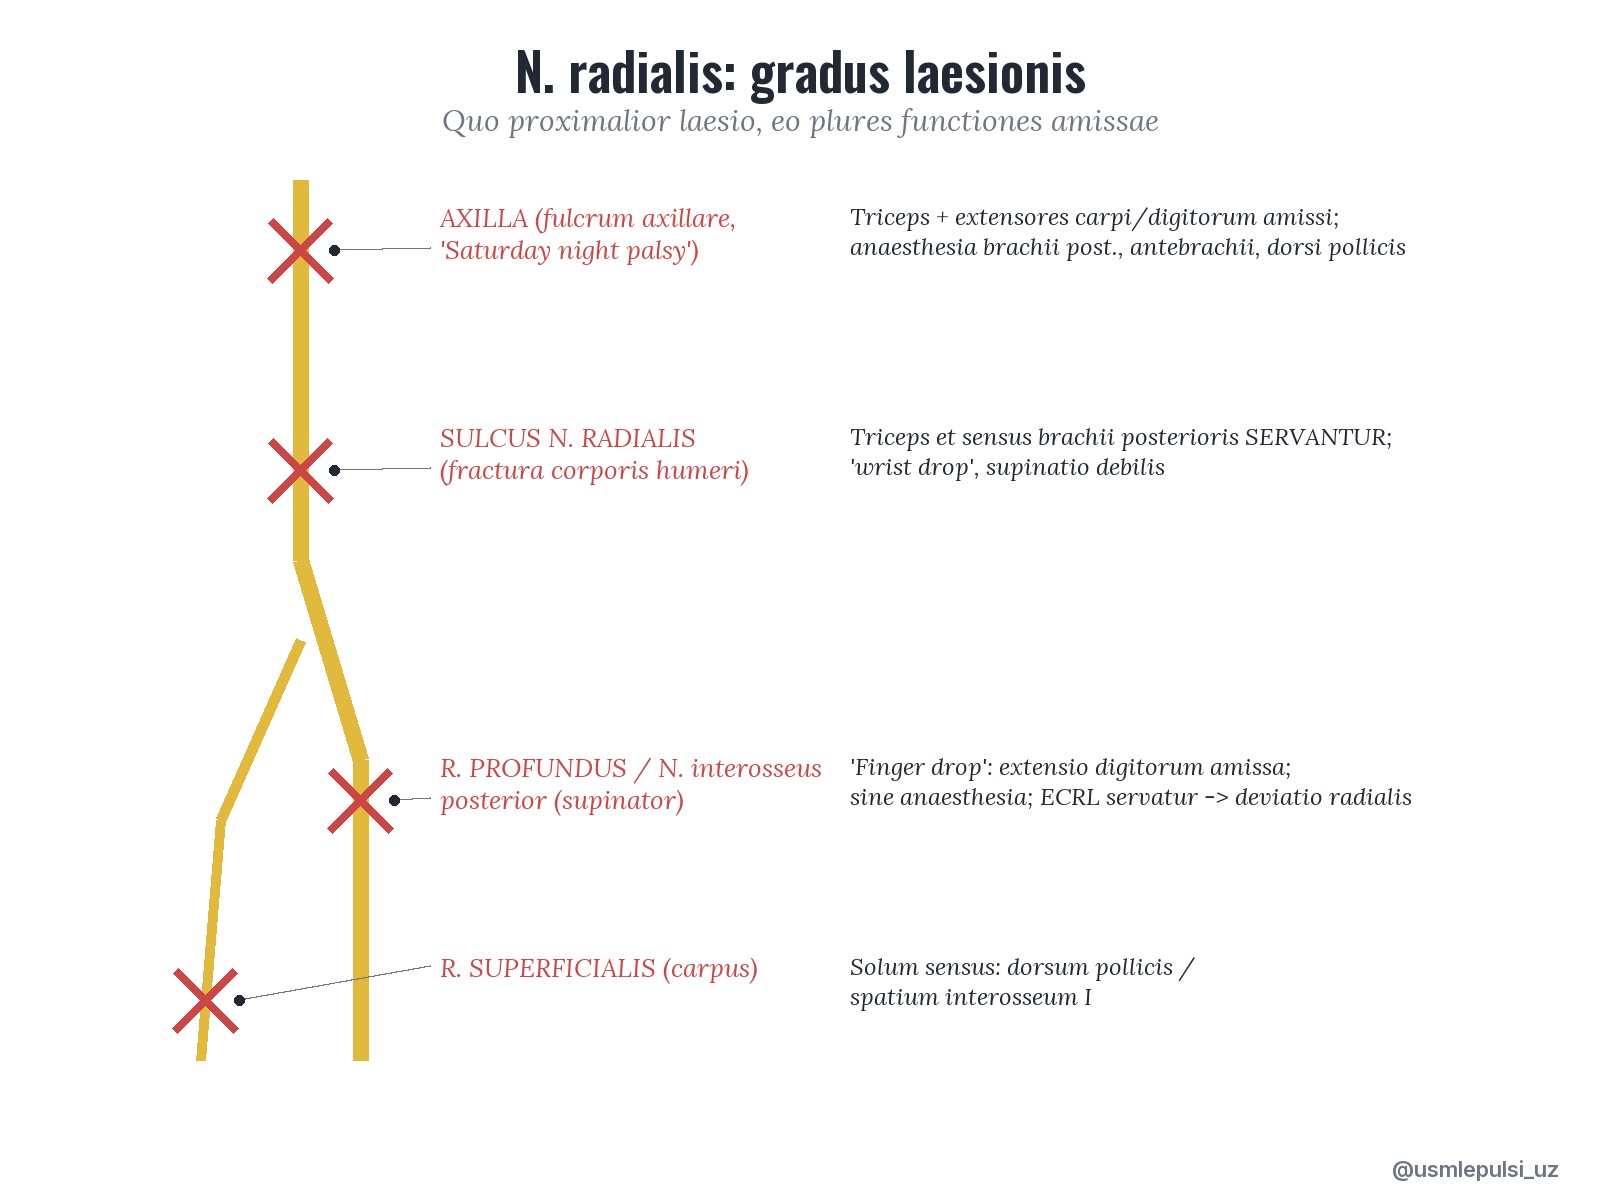 N. radialis: gradus laesionis
Quo proximalior laesio, eo plures functiones amissae
AXILLA (fulcrum axillare,
'Saturday night palsy')
Triceps + extensores carpi/digitorum amissi;
anaesthesia brachii post., antebrachii, dorsi pollicis
SULCUS N. RADIALIS
(fractura corporis humeri)
Triceps et sensus brachii posterioris SERVANTUR;
'wrist drop', supinatio debilis
R. PROFUNDUS / N. interosseus
posterior (supinator)
'Finger drop': extensio digitorum amissa;
sine anaesthesia; ECRL servatur -> deviatio radialis
R. SUPERFICIALIS (carpus)
Solum sensus: dorsum pollicis /
spatium interosseum I
@usmlepulsi_uz